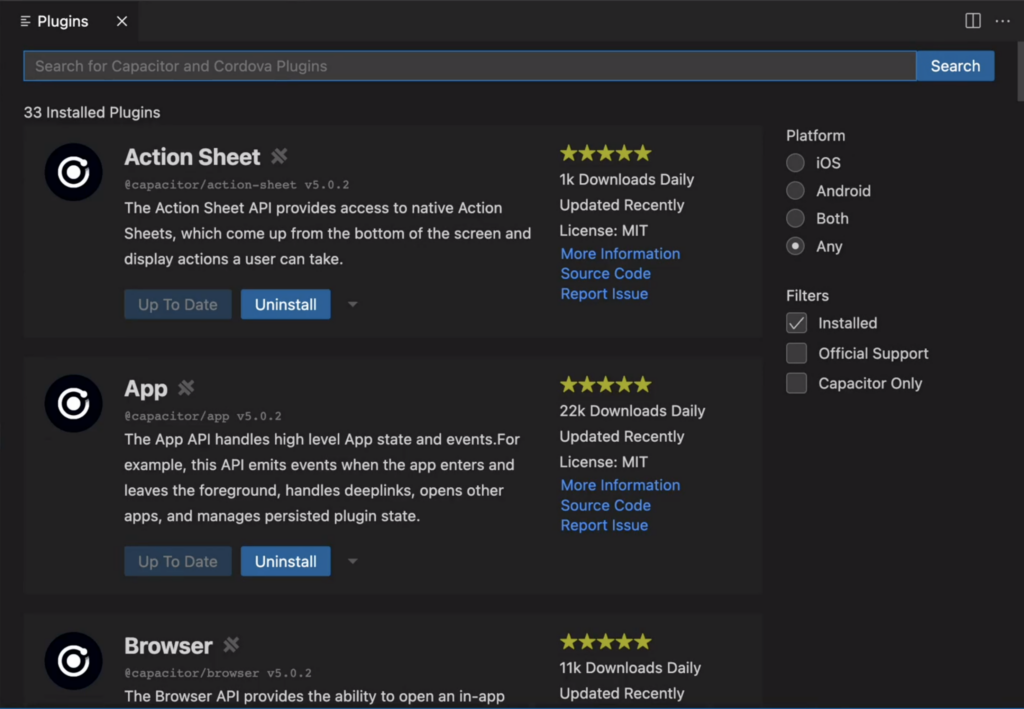 Plugins
Search for Capacitor and Cordova Plugins
Search
33 Installed Plugins
Action Sheet
@capacitor/action-sheet v5.0.2
The Action Sheet API provides access to native Action
Sheets, which come up from the bottom of the screen and
display actions a user can take.
Up To Date
Uninstall
1k Downloads Daily
Updated Recently
License: MIT
More Information
Source Code
Report Issue
App
@capacitor/app v5.0.2
The App API handles high level App state and events.For
example, this API emits events when the app enters and
leaves the foreground, handles deeplinks, opens other
apps, and manages persisted plugin state.
Up To Date
Uninstall
22k Downloads Daily
Updated Recently
License: MIT
More Information
Source Code
Report Issue
Browser
@capacitor/browser v5.0.2
The Browser API provides the ability to open an in-app
11k Downloads Daily
Updated Recently
Platform
iOS
Android
Both
Any
Filters
Installed
Official Support
Capacitor Only